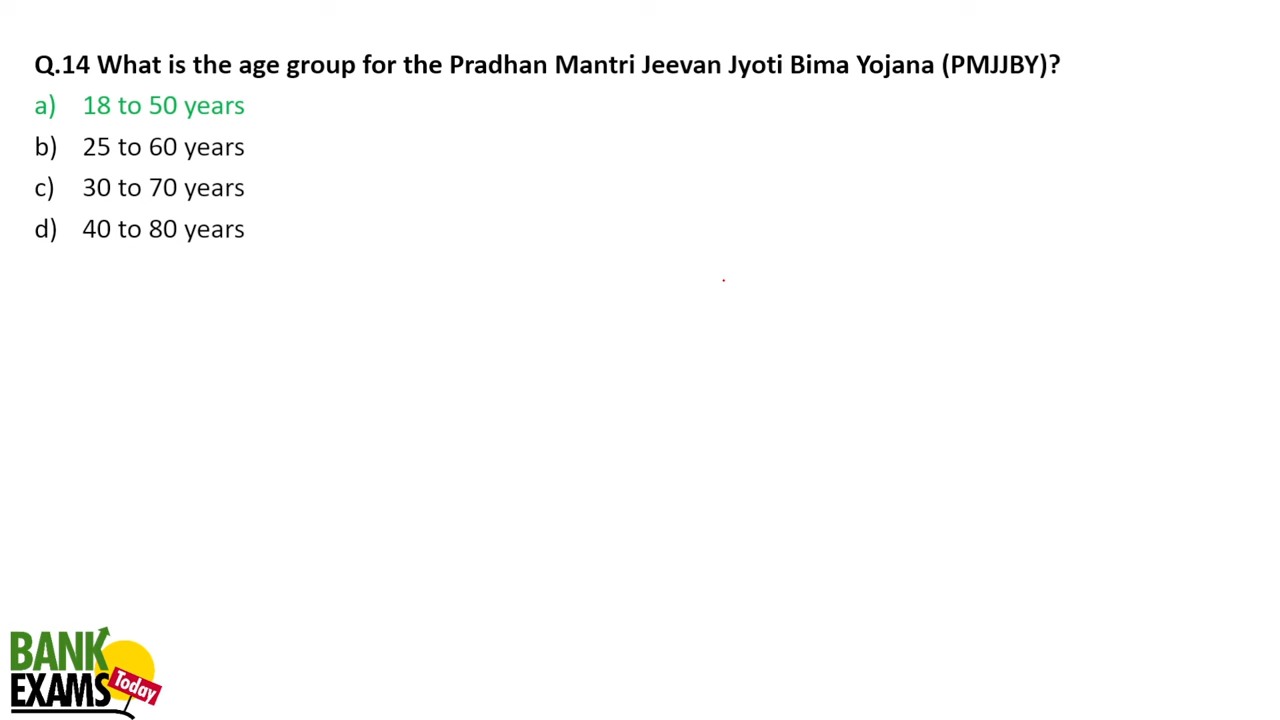 Q.14 What is the age group for the Pradhan Mantri Jeevan Jyoti Bima Yojana (PMJJBY)?
a) 18 to 50 years
b) 25 to 60 years
c) 30 to 70 years
d) 40 to 80 years
BANK
EXAMS
Today